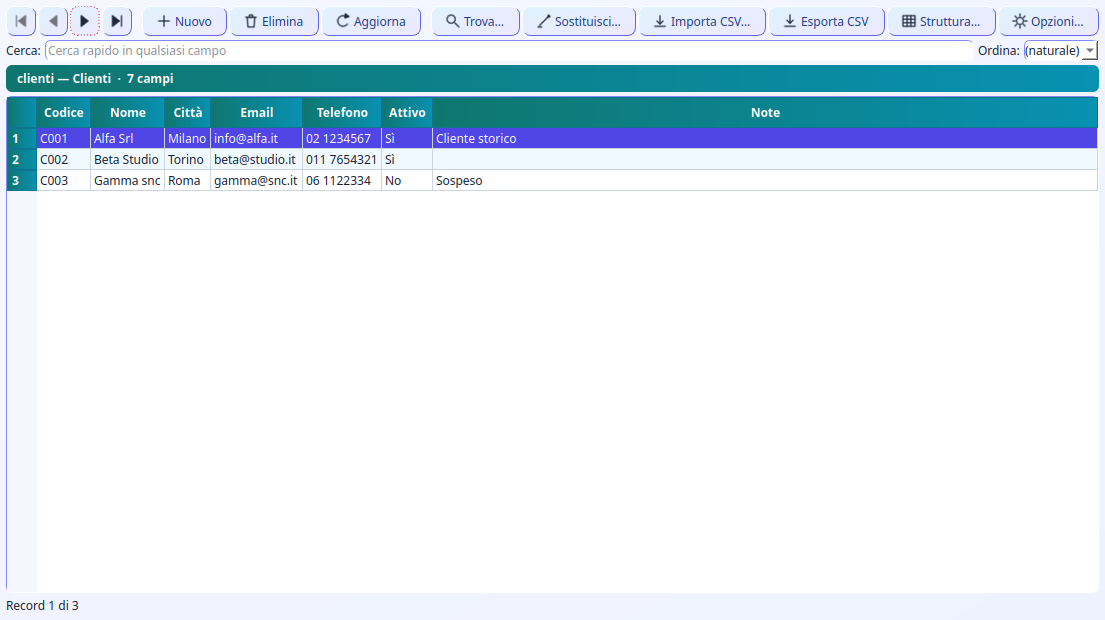 Nuovo Elimina Aggiorna Trova... Sostituisci... Importa CSV... Esporta CSV Struttura... Opzioni...
Cerca: Cerca rapido in qualsiasi campo Ordina: (naturale)
clienti — Clienti · 7 campi
Codice Nome Città Email Telefono Attivo Note
1 C001 Alfa Srl Milano info@alfa.it 02 1234567 Sì Cliente storico
2 C002 Beta Studio Torino beta@studio.it 011 7654321 Sì
3 C003 Gamma snc Roma gamma@snc.it 06 1122334 No Sospeso
Record 1 di 3